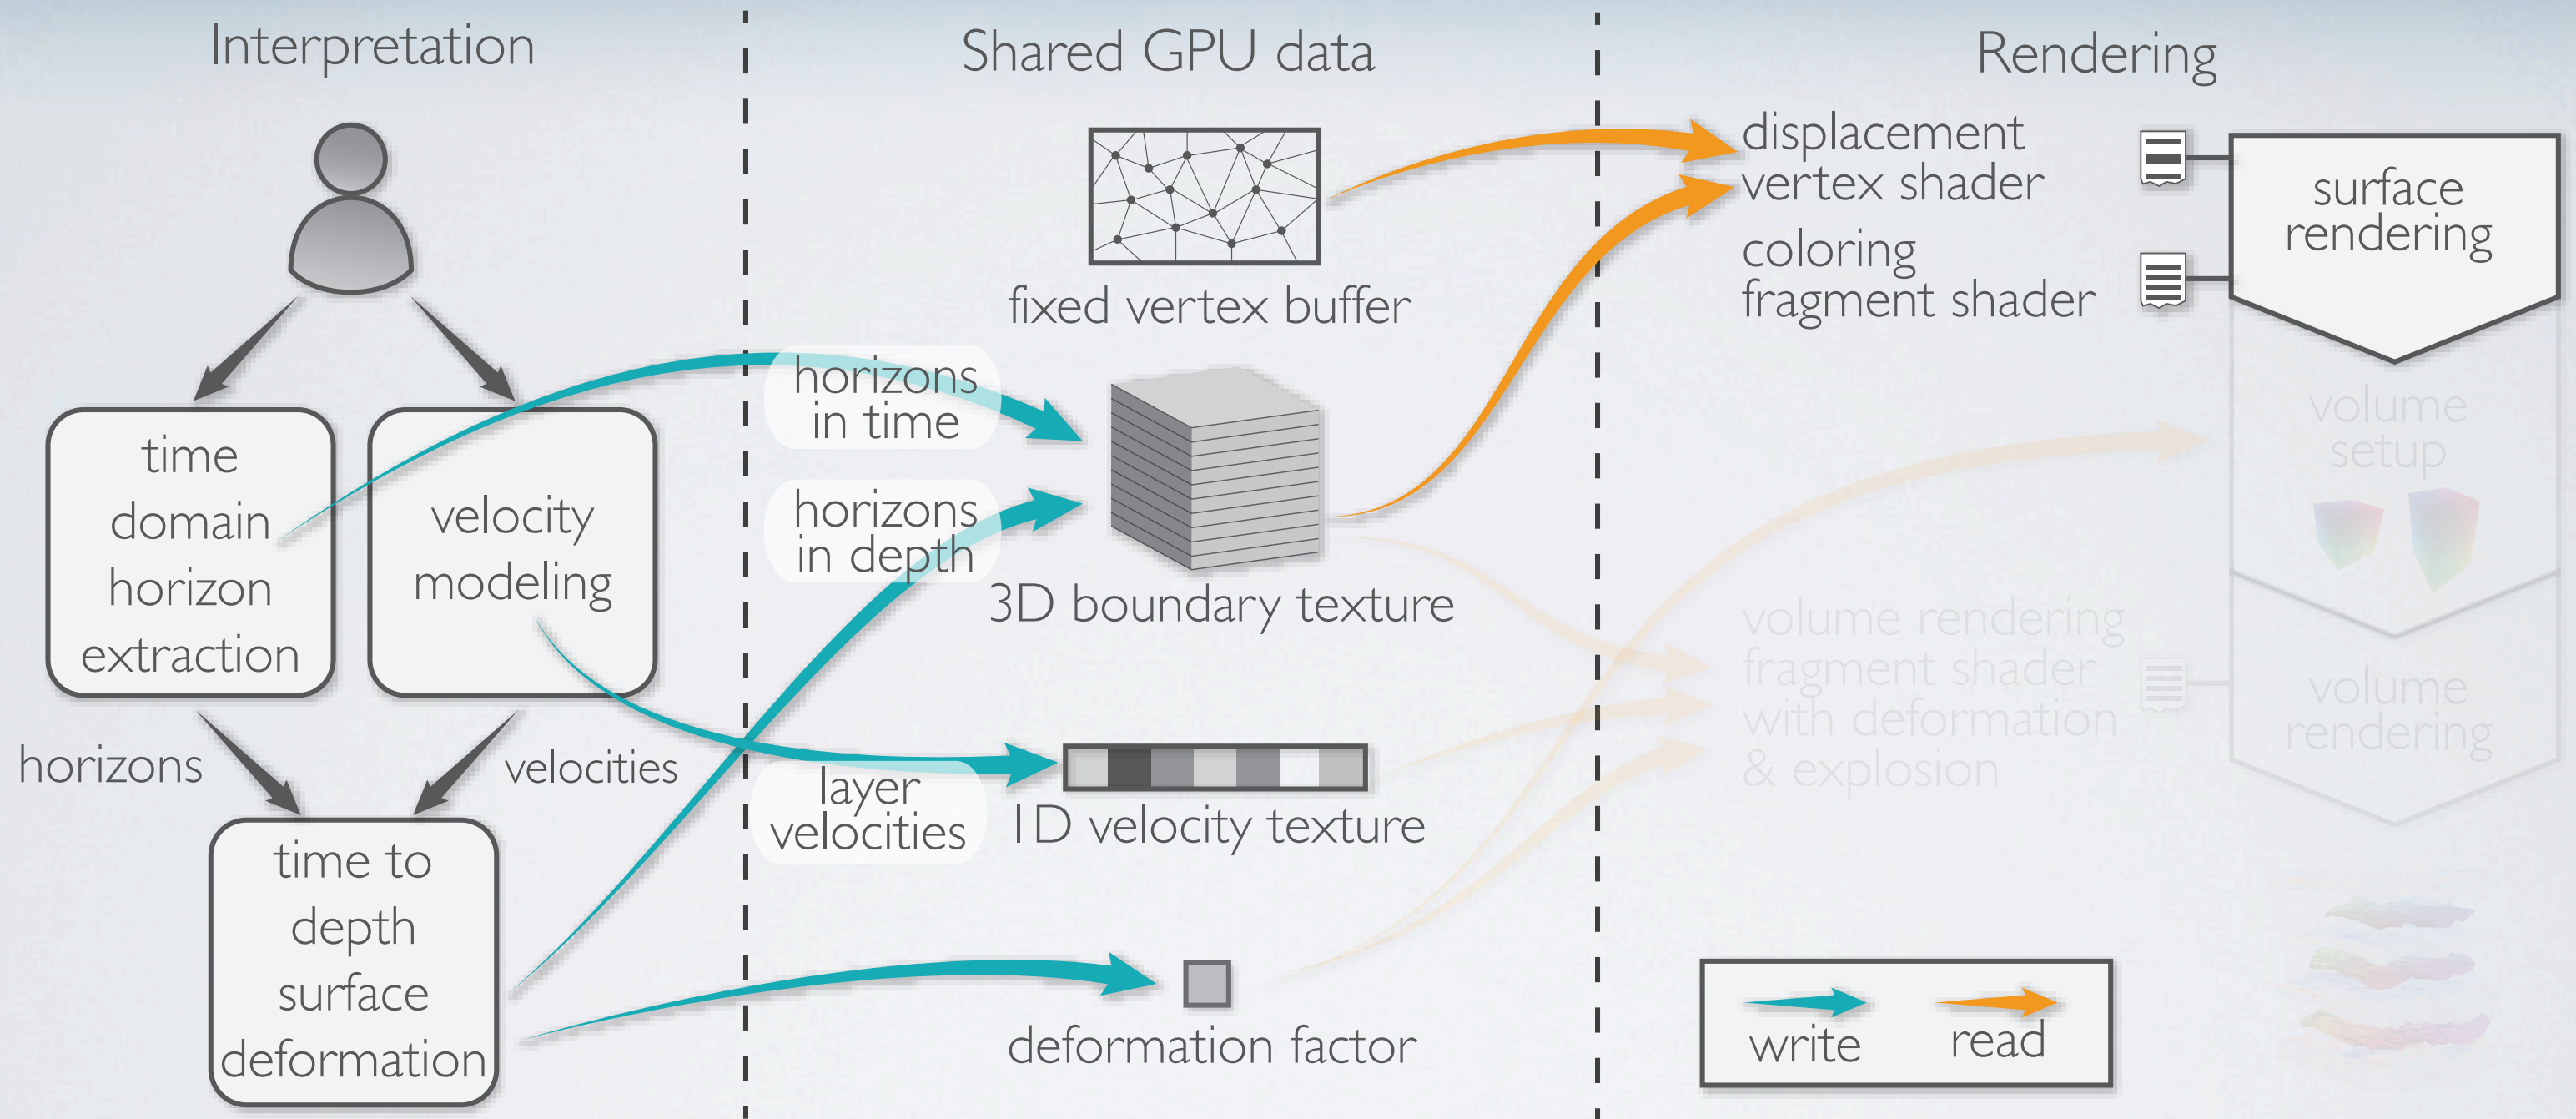 Interpretation
Shared GPU data
Rendering
time
domain
horizon
extraction
velocity
modeling
horizons
velocities
time to
depth
surface
deformation
fixed vertex buffer
horizons
in time
horizons
in depth
3D boundary texture
layer
velocities
1D velocity texture
deformation factor
displacement
vertex shader
coloring
fragment shader
surface
rendering
volume
setup
volume rendering
fragment shader
with deformation
& explosion
volume
rendering
write
read